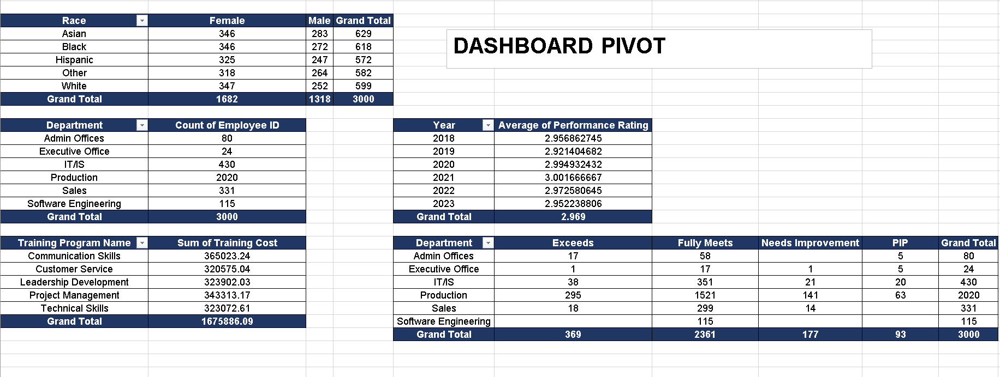 Race Female Male Grand Total
Asian 346 283 629
Black 346 272 618
Hispanic 325 247 572
Other 318 264 582
White 347 252 599
Grand Total 1682 1318 3000
DASHBOARD PIVOT
Department Count of Employee ID
Admin Offices 80
Executive Office 24
IT/IS 430
Production 2020
Sales 331
Software Engineering 115
Grand Total 3000
Year Average of Performance Rating
2018 2.956862745
2019 2.921404682
2020 2.994932432
2021 3.001666667
2022 2.972580645
2023 2.952238806
Grand Total 2.969
Training Program Name Sum of Training Cost
Communication Skills 365023.24
Customer Service 320575.04
Leadership Development 323902.03
Project Management 343313.17
Technical Skills 323072.61
Grand Total 1675886.09
Department Exceeds Fully Meets Needs Improvement PIP Grand Total
Admin Offices 17 58 5 80
Executive Office 1 17 1 5 24
IT/IS 38 351 21 20 430
Production 295 1521 141 63 2020
Sales 18 299 14 331
Software Engineering 115 115
Grand Total 369 2361 177 93 3000